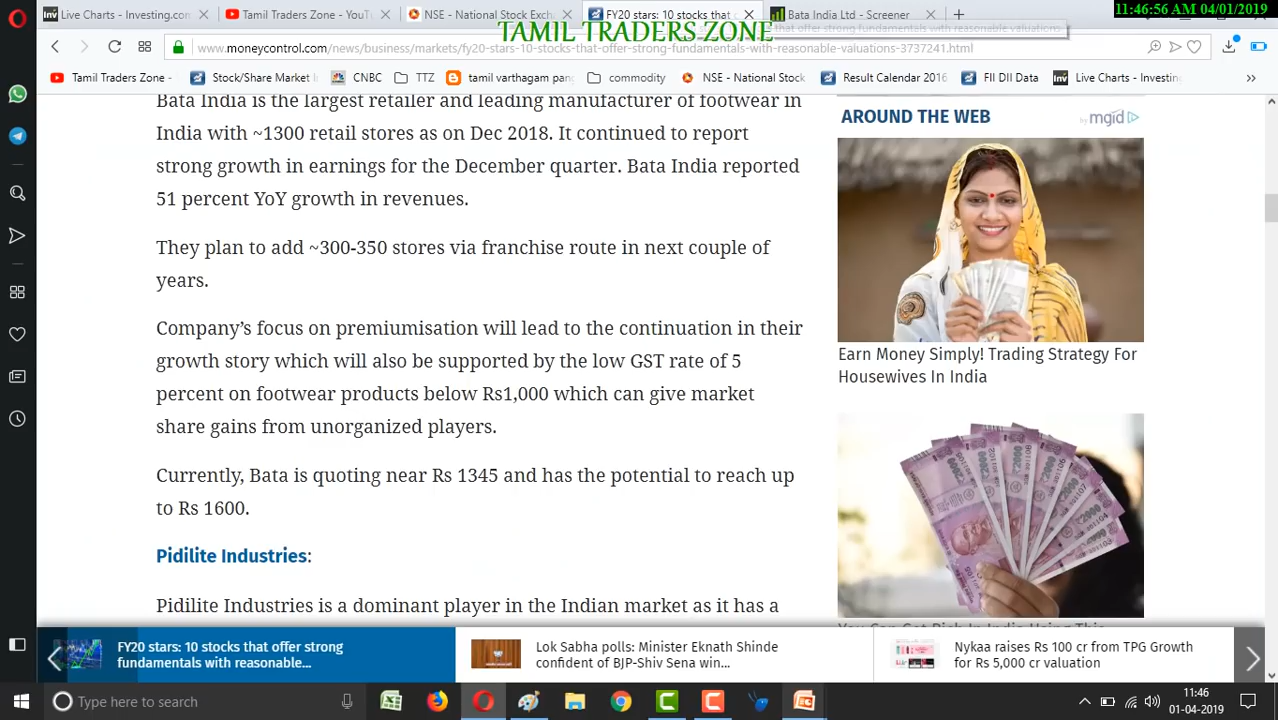 Live Charts - Investing.com
Tamil Traders Zone - YouT
NSE - National Stock Exch
FY20 stars: 10 stocks that
Bata India Ltd - Screener
11:46:56 AM 04/01/2019
TAMIL TRADERS ZONE
that offer strong fundamentals with reasonable valuations
www.moneycontrol.com/news/business/markets/fy20-stars-10-stocks-that-offer-strong-fundamentals-with-reasonable-valuations-3737241.html
Tamil Traders Zone -
Stock/Share Market I
CNBC
TTZ
tamil varthagam pan
commodity
NSE - National Stock
Result Calendar 2016
FII DII Data
Inv
Live Charts - Investin
Bata India is the largest retailer and leading manufacturer of footwear in
India with ~1300 retail stores as on Dec 2018. It continued to report
strong growth in earnings for the December quarter. Bata India reported
51 percent YoY growth in revenues.
They plan to add ~300-350 stores via franchise route in next couple of
years.
Company’s focus on premiumisation will lead to the continuation in their
growth story which will also be supported by the low GST rate of 5
percent on footwear products below Rs1,000 which can give market
share gains from unorganized players.
Currently, Bata is quoting near Rs 1345 and has the potential to reach up
to Rs 1600.
Pidilite Industries:
Pidilite Industries is a dominant player in the Indian market as it has a
AROUND THE WEB
by mgid
Earn Money Simply! Trading Strategy For
Housewives In India
FY20 stars: 10 stocks that offer strong
fundamentals with reasonable...
Lok Sabha polls: Minister Eknath Shinde
confident of BJP-Shiv Sena win...
Nykaa raises Rs 100 cr from TPG Growth
for Rs 5,000 cr valuation
Type here to search
11:46
01-04-2019